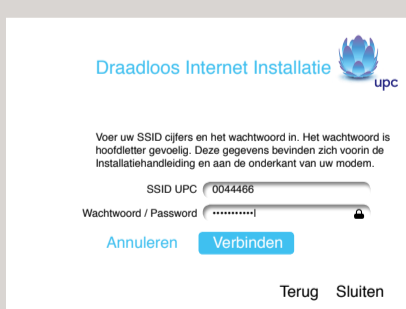 Draadloos Internet Installatie
upc
Voer uw SSID cijfers en het wachtwoord in. Het wachtwoord is
hoofdletter gevoelig. Deze gegevens bevinden zich voorin de
Installatiehandleiding en aan de onderkant van uw modem.
SSID UPC 0044466
Wachtwoord / Password •••••••••••
Annuleren Verbinden
Terug Sluiten